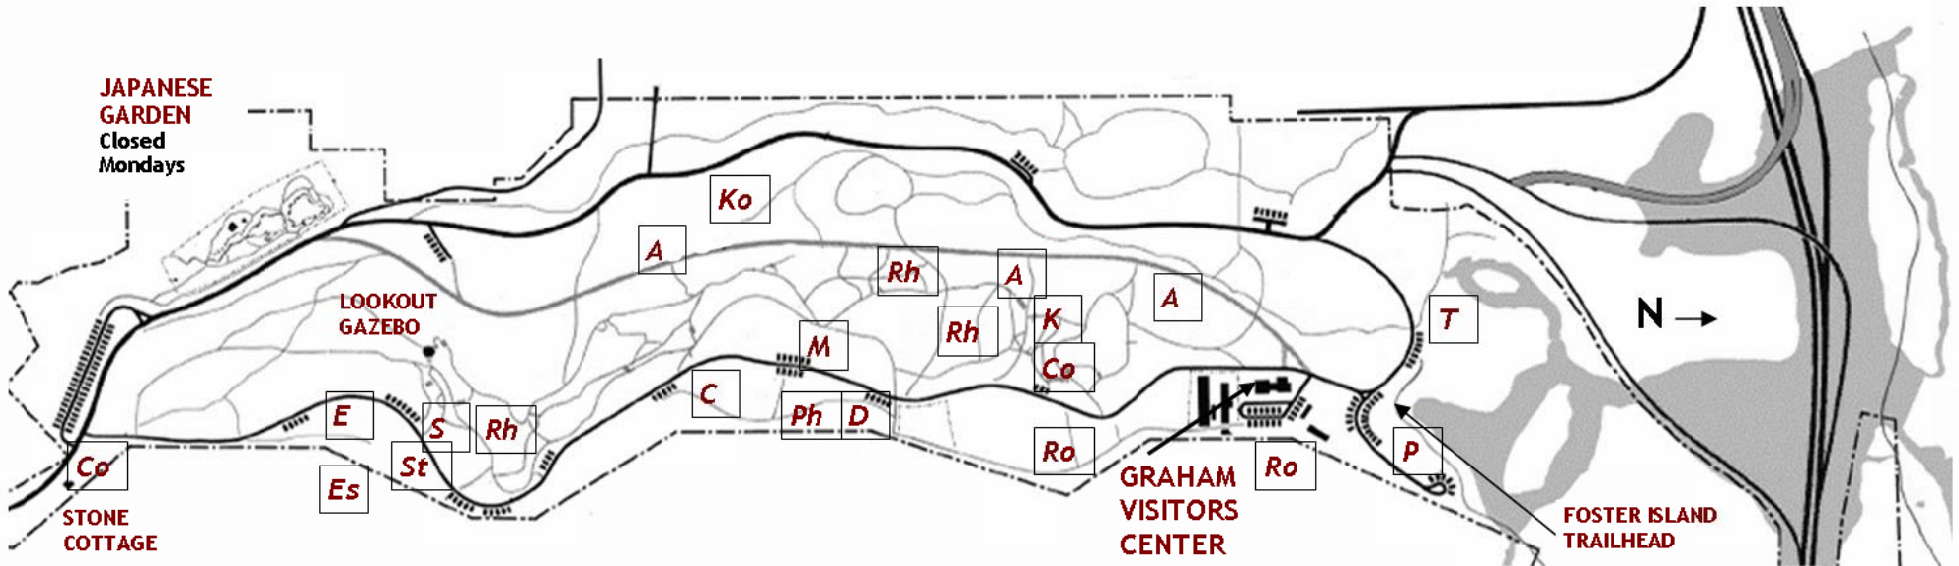 JAPANESE
GARDEN
Closed
Mondays
Ko
A
LOOKOUT
GAZEBO
Rh
A
A
K
Rh
M
Co
T
N
E
S
Rh
C
Ph
D
Co
St
Es
Ro
Ro
P
STONE
COTTAGE
GRAHAM
VISITORS
CENTER
FOSTER ISLAND
TRAILHEAD